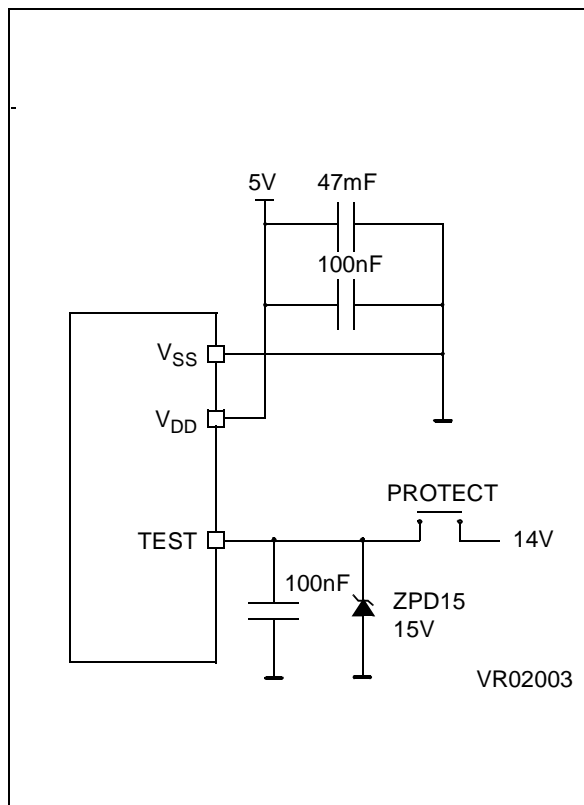 5V 47mF
100nF
VSS
VDD
PROTECT
TEST 14V
100nF ZPD15
15V
VR02003